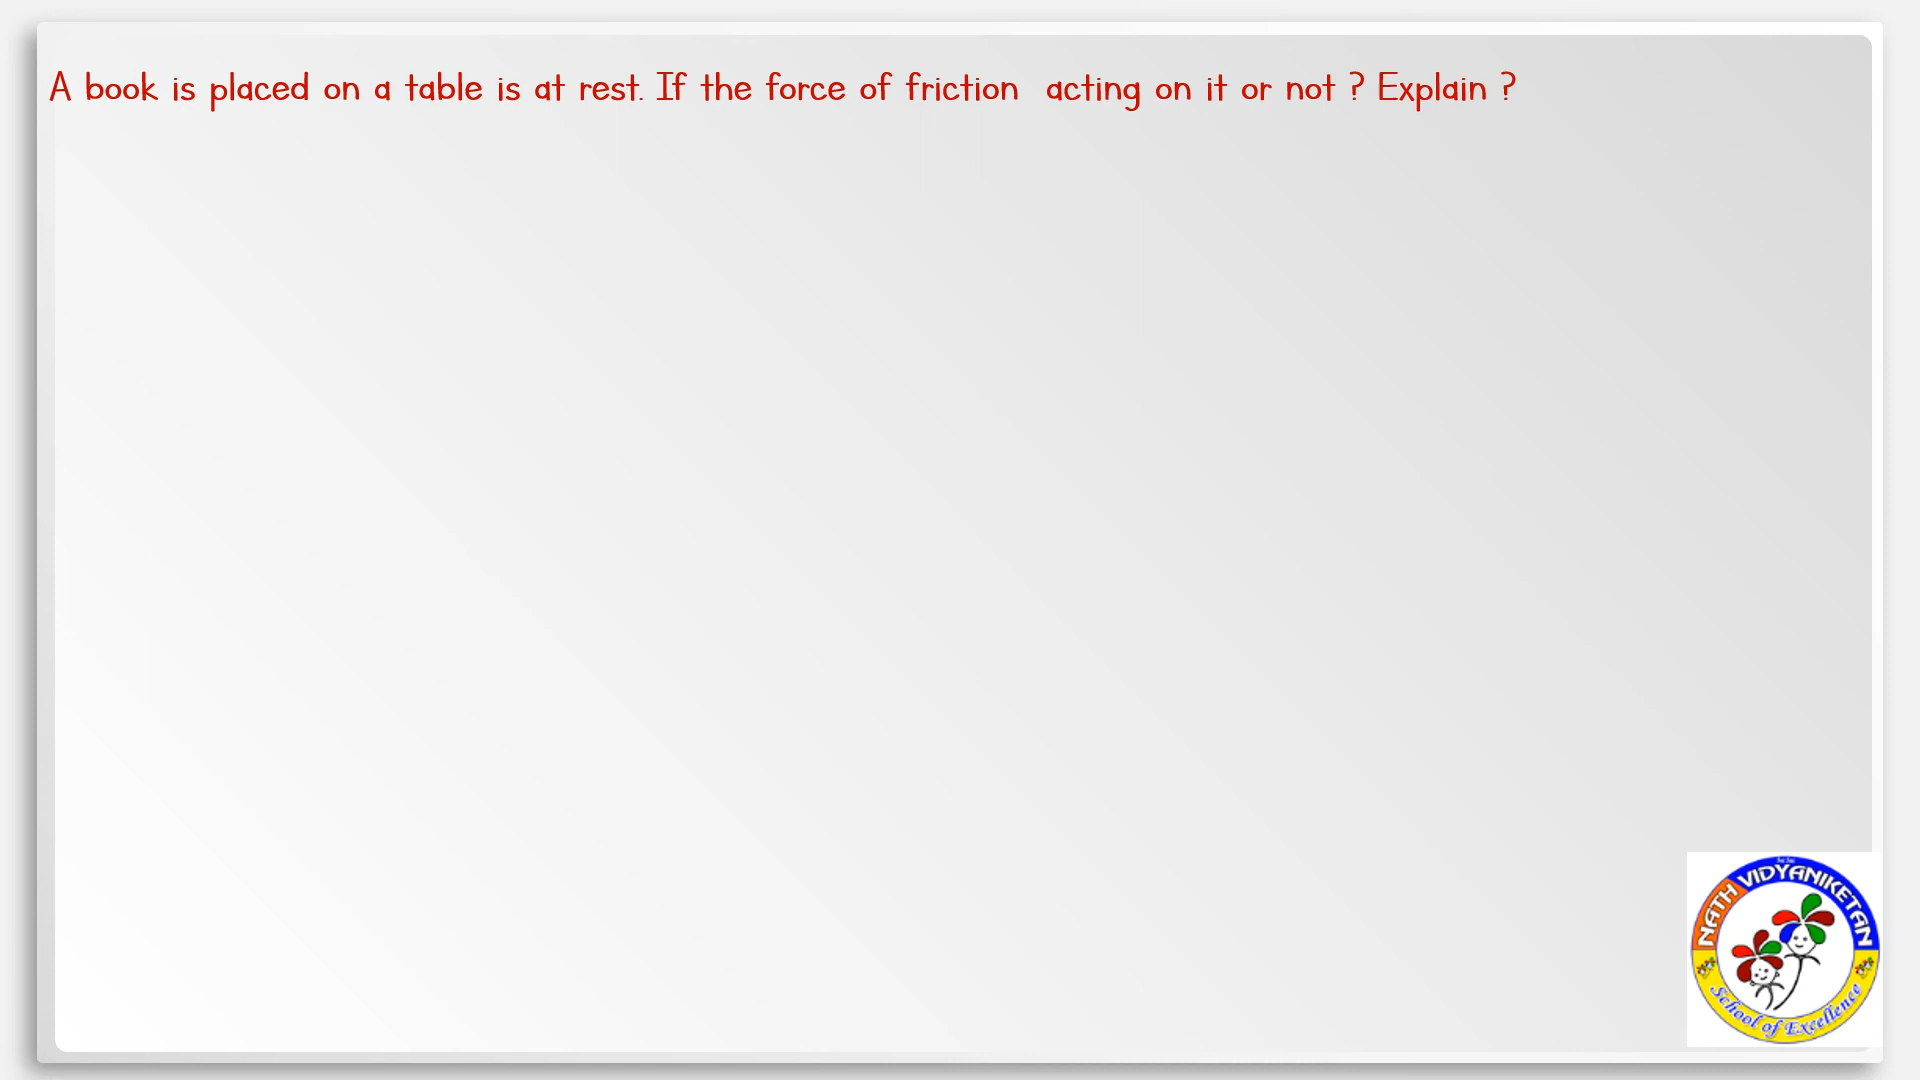 A book is placed on a table is at rest. If the force of friction acting on it or not ? Explain ?
NATH VIDYANIKETAN
School of Excellence